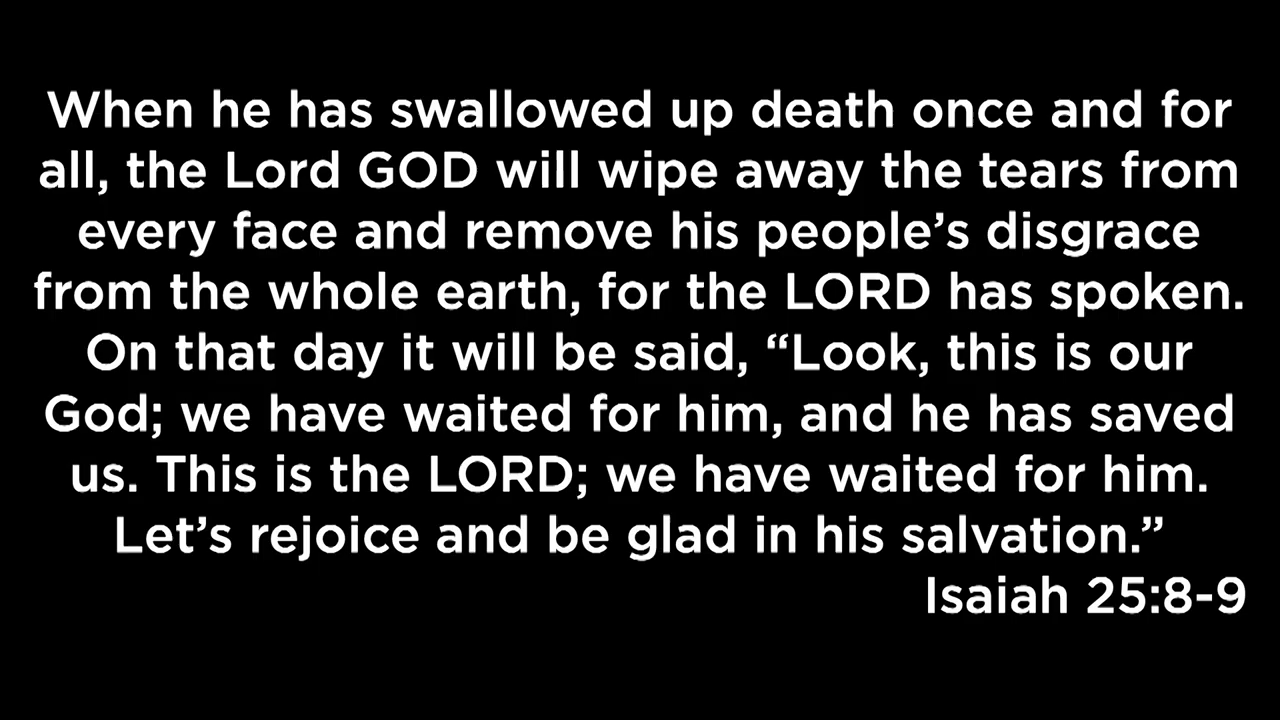 When he has swallowed up death once and for
all, the Lord GOD will wipe away the tears from
every face and remove his people’s disgrace
from the whole earth, for the LORD has spoken.
On that day it will be said, “Look, this is our
God; we have waited for him, and he has saved
us. This is the LORD; we have waited for him.
Let’s rejoice and be glad in his salvation.”
Isaiah 25:8-9